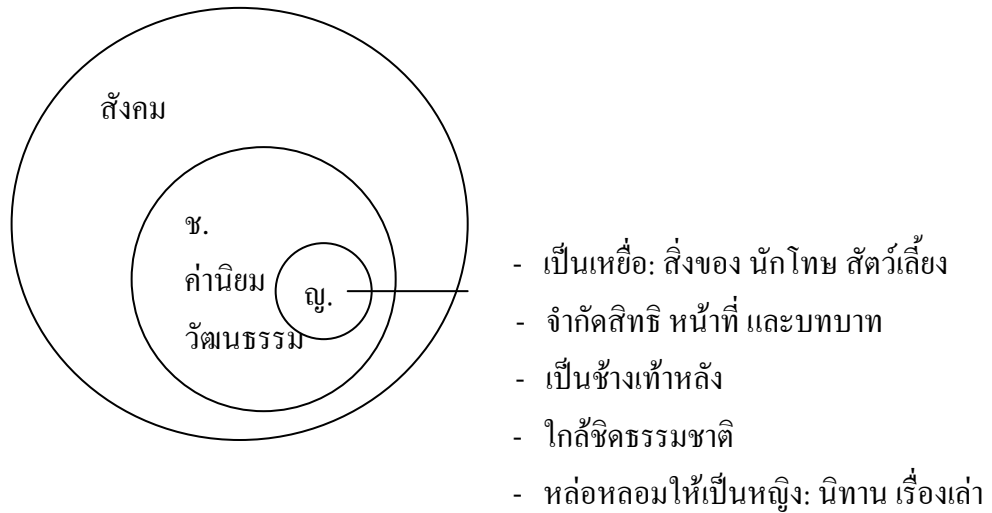 สังคม
ช.
ค่านิยม
วัฒนธรรม
ญ.
- เป็นเหยื่อ: สิ่งของ นักโทษ สัตว์เลี้ยง
- จำกัดสิทธิ หน้าที่ และบทบาท
- เป็นช้างเท้าหลัง
- ใกล้ชิดธรรมชาติ
- หล่อหลอมให้เป็นหญิง: นิทาน เรื่องเล่า